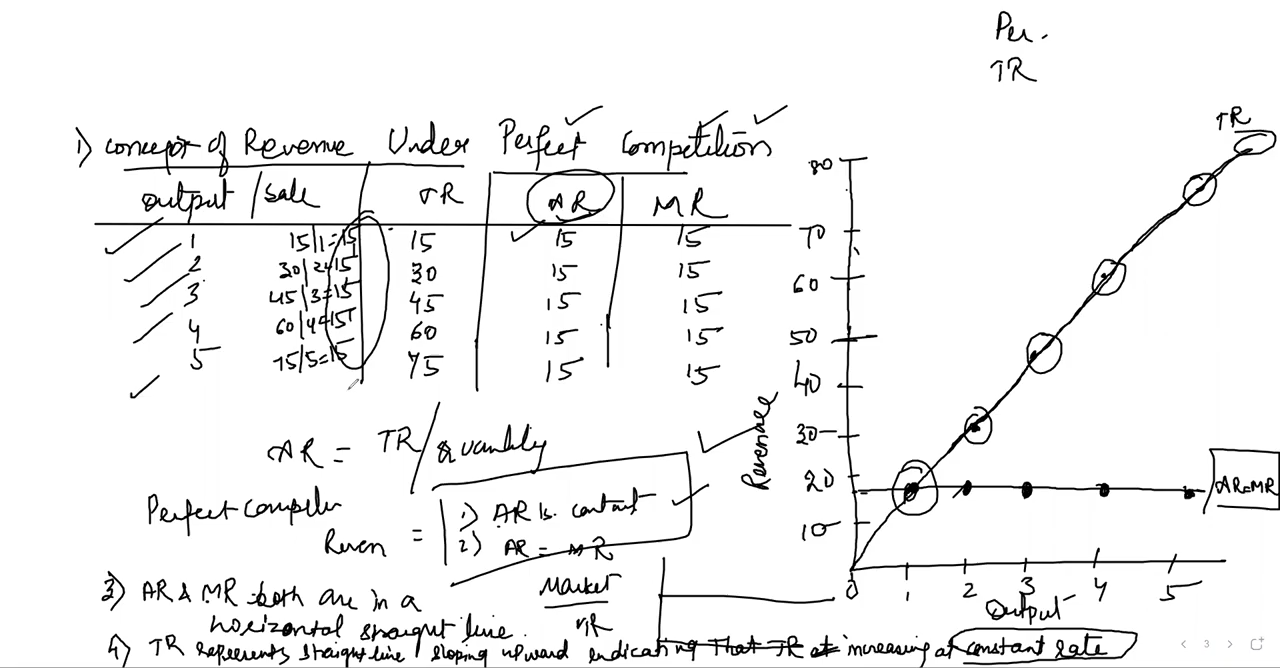 Per.
TR
1) concept of Revenue Under Perfect Competition
output / Sale TR AR MR
1 15/1=15 15 15 15
2 30/2=15 30 15 15
3 45/3=15 45 15 15
4 60/4=15 60 15 15
5 75/5=15 75 15 15
AR = TR/quantity
Perfect
Reven = 1) AR is
2) AR = MR
3) AR & MR both are in a
horizontal straight line.
Market
TR
4) TR straight line sloping upward indicating that TR at increasing at constant rate
TR
80
70
60
50
40
30
20
10
0 1 2 3 4 5
Revenue
Output
AR=MR
3